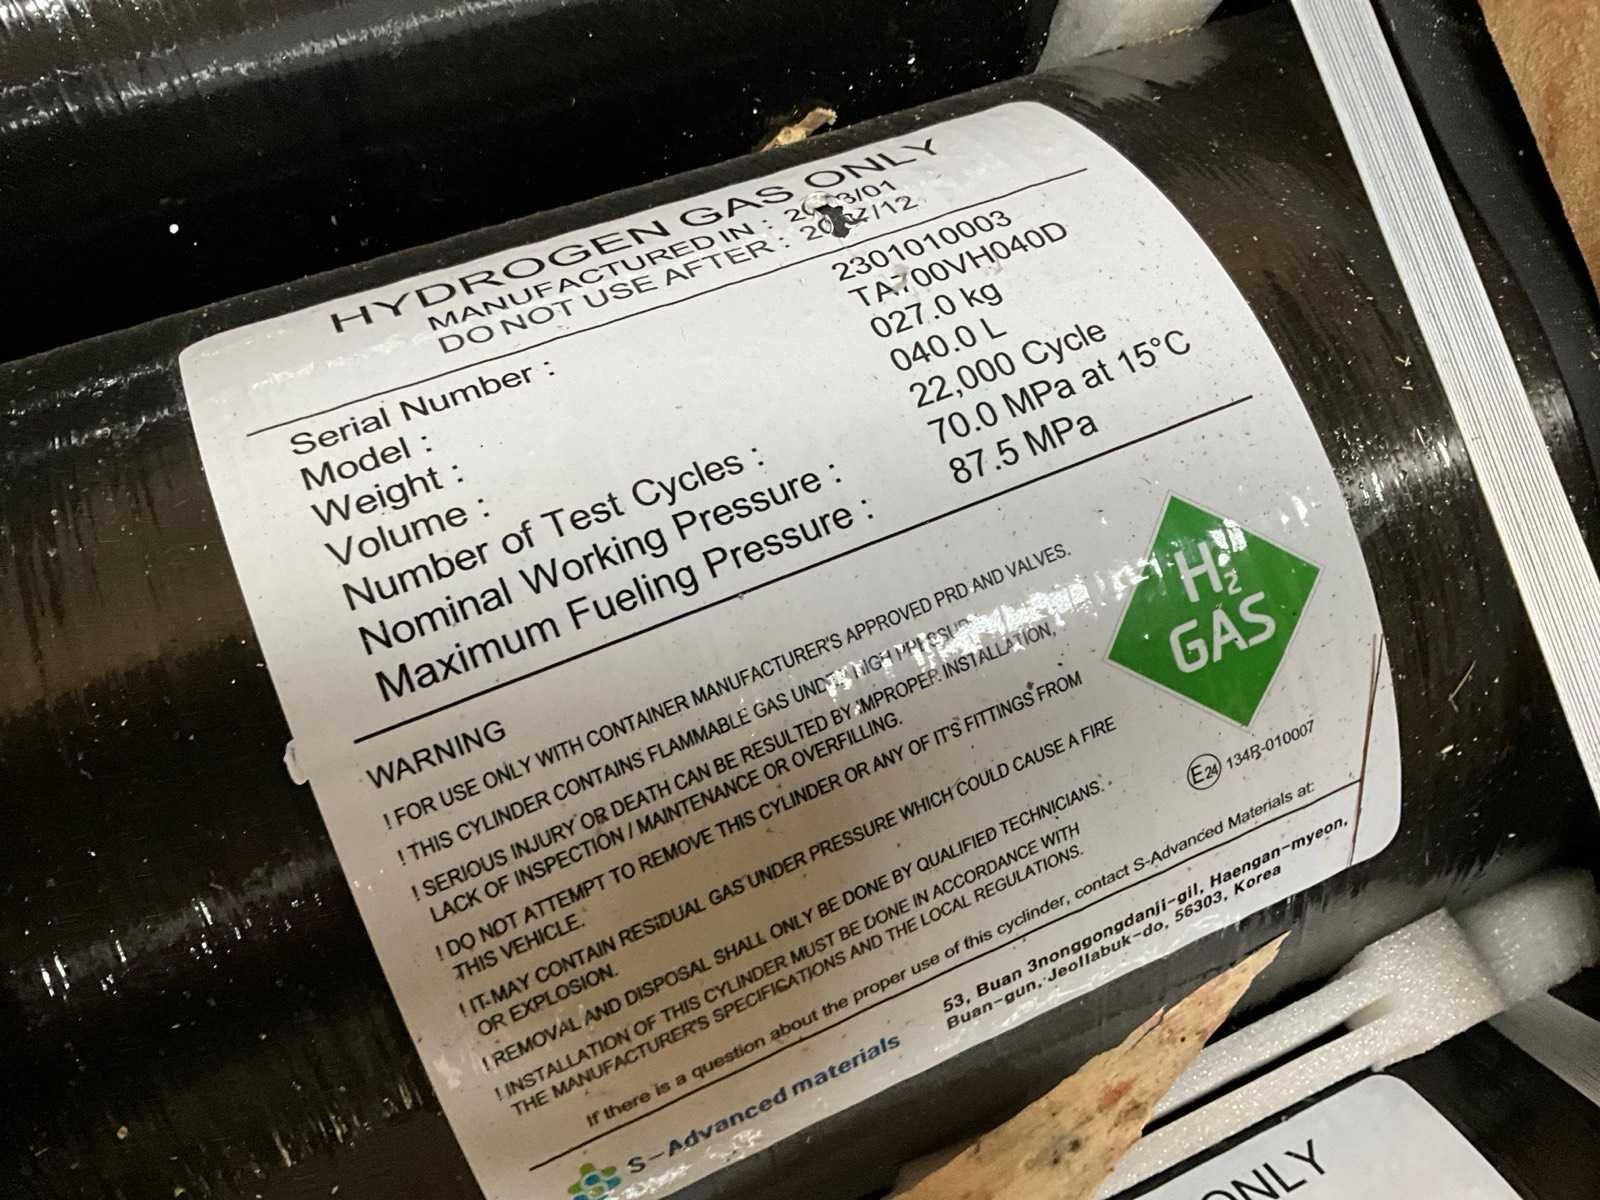 HYDROGEN GAS ONLY
MANUFACTURED IN :
DO NOT USE AFTER :
Serial Number : 2301010003
Model : TA700VH040D
Weight : 027.0 kg
Volume : 040.0 L
Number of Test Cycles : 22,000 Cycle
Nominal Working Pressure : 70.0 MPa at 15°C
Maximum Fueling Pressure : 87.5 MPa
WARNING
! FOR USE ONLY WITH CONTAINER MANUFACTURER'S APPROVED PRD AND VALVES.
! THIS CYLINDER CONTAINS FLAMMABLE GAS UNDER HIGH PRESSURE
! SERIOUS INJURY OR DEATH CAN BE RESULTED BY IMPROPER INSTALLATION,
LACK OF INSPECTION / MAINTENANCE OR OVERFILLING.
! DO NOT ATTEMPT TO REMOVE THIS CYLINDER OR ANY OF IT'S FITTINGS FROM
THIS VEHICLE.
! IT MAY CONTAIN RESIDUAL GAS UNDER PRESSURE WHICH COULD CAUSE A FIRE
OR EXPLOSION.
! REMOVAL AND DISPOSAL SHALL ONLY BE DONE BY QUALIFIED TECHNICIANS.
! INSTALLATION OF THIS CYLINDER MUST BE DONE IN ACCORDANCE WITH
THE MANUFACTURER'S SPECIFICATIONS AND THE LOCAL REGULATIONS.
H2
GAS
E24 134R-010007
If there is a question about the proper use of this cyclinder, contact S-Advanced Materials at:
S-Advanced materials
53, Buan 3nonggongdanji-gil, Haengan-myeon,
Buan-gun, Jeollabuk-do, 56303, Korea
ONLY